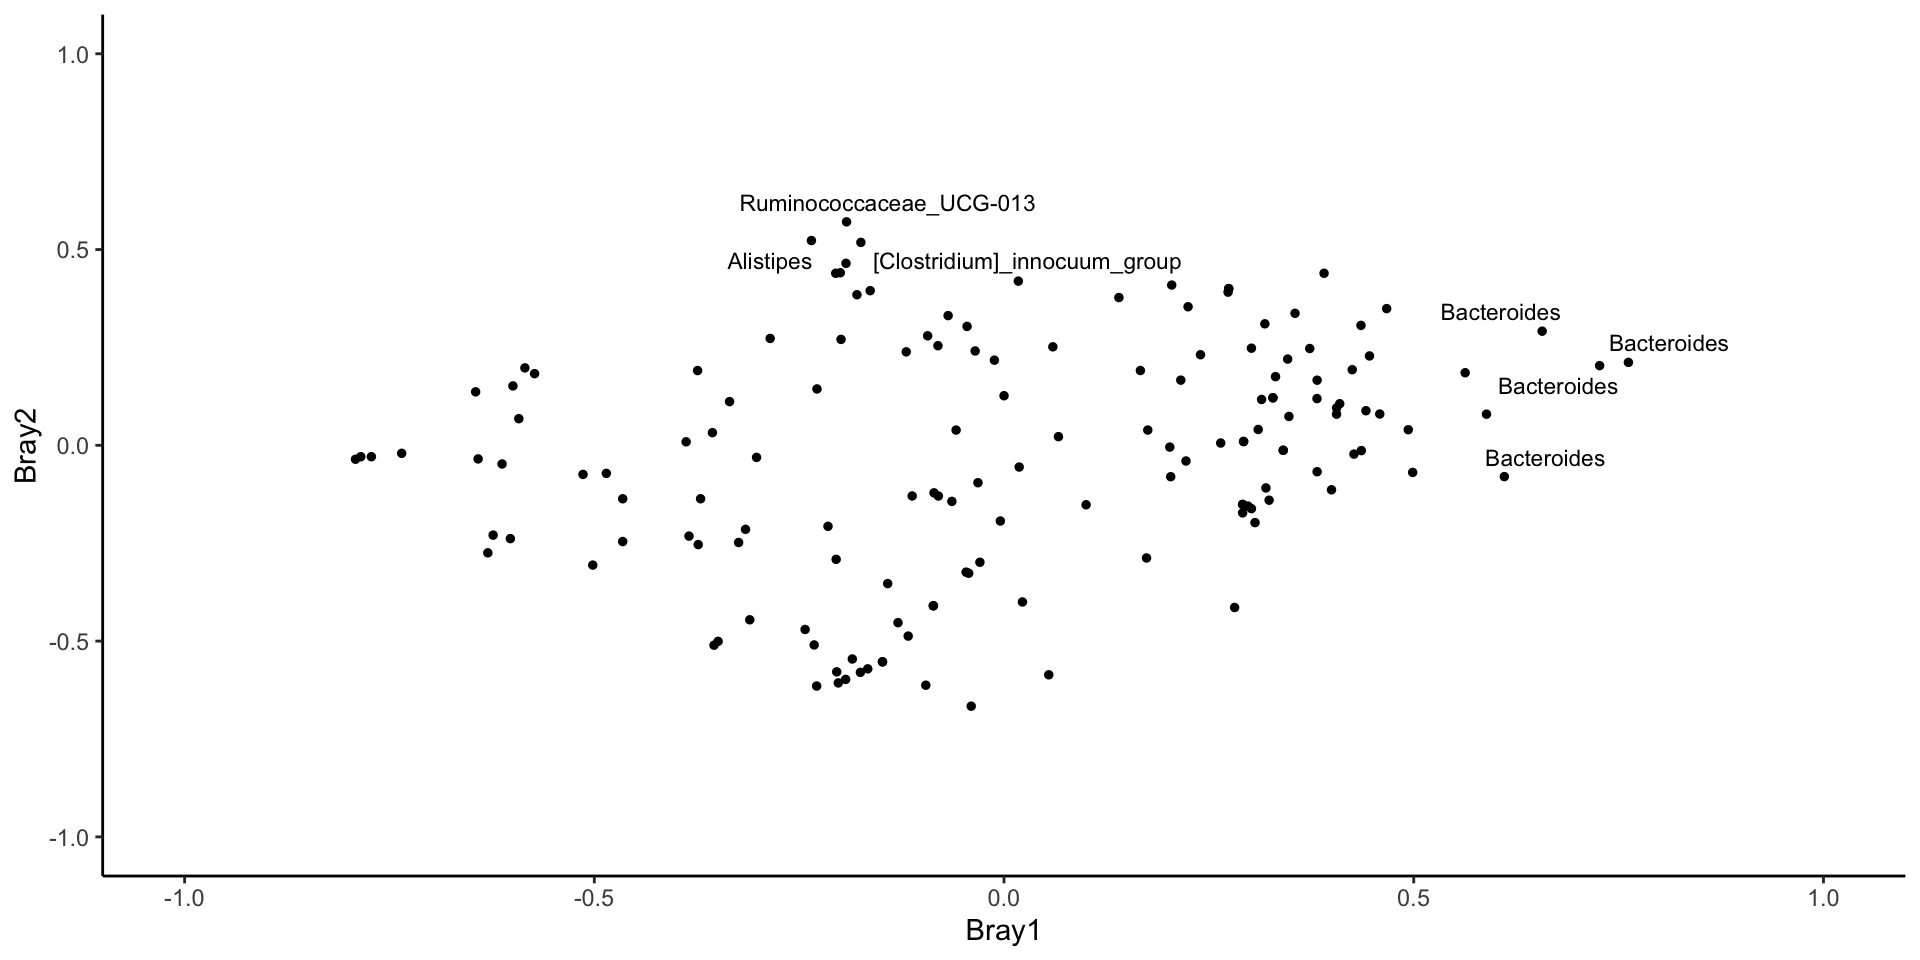 1.0
Ruminococcaceae_UCG-013
0.5
Alistipes
[Clostridium]_innocuum_group
Bacteroides
Bacteroides
Bacteroides
0.0
Bacteroides
-0.5
-1.0
Bray2
-1.0
-0.5
0.0
0.5
1.0
Bray1